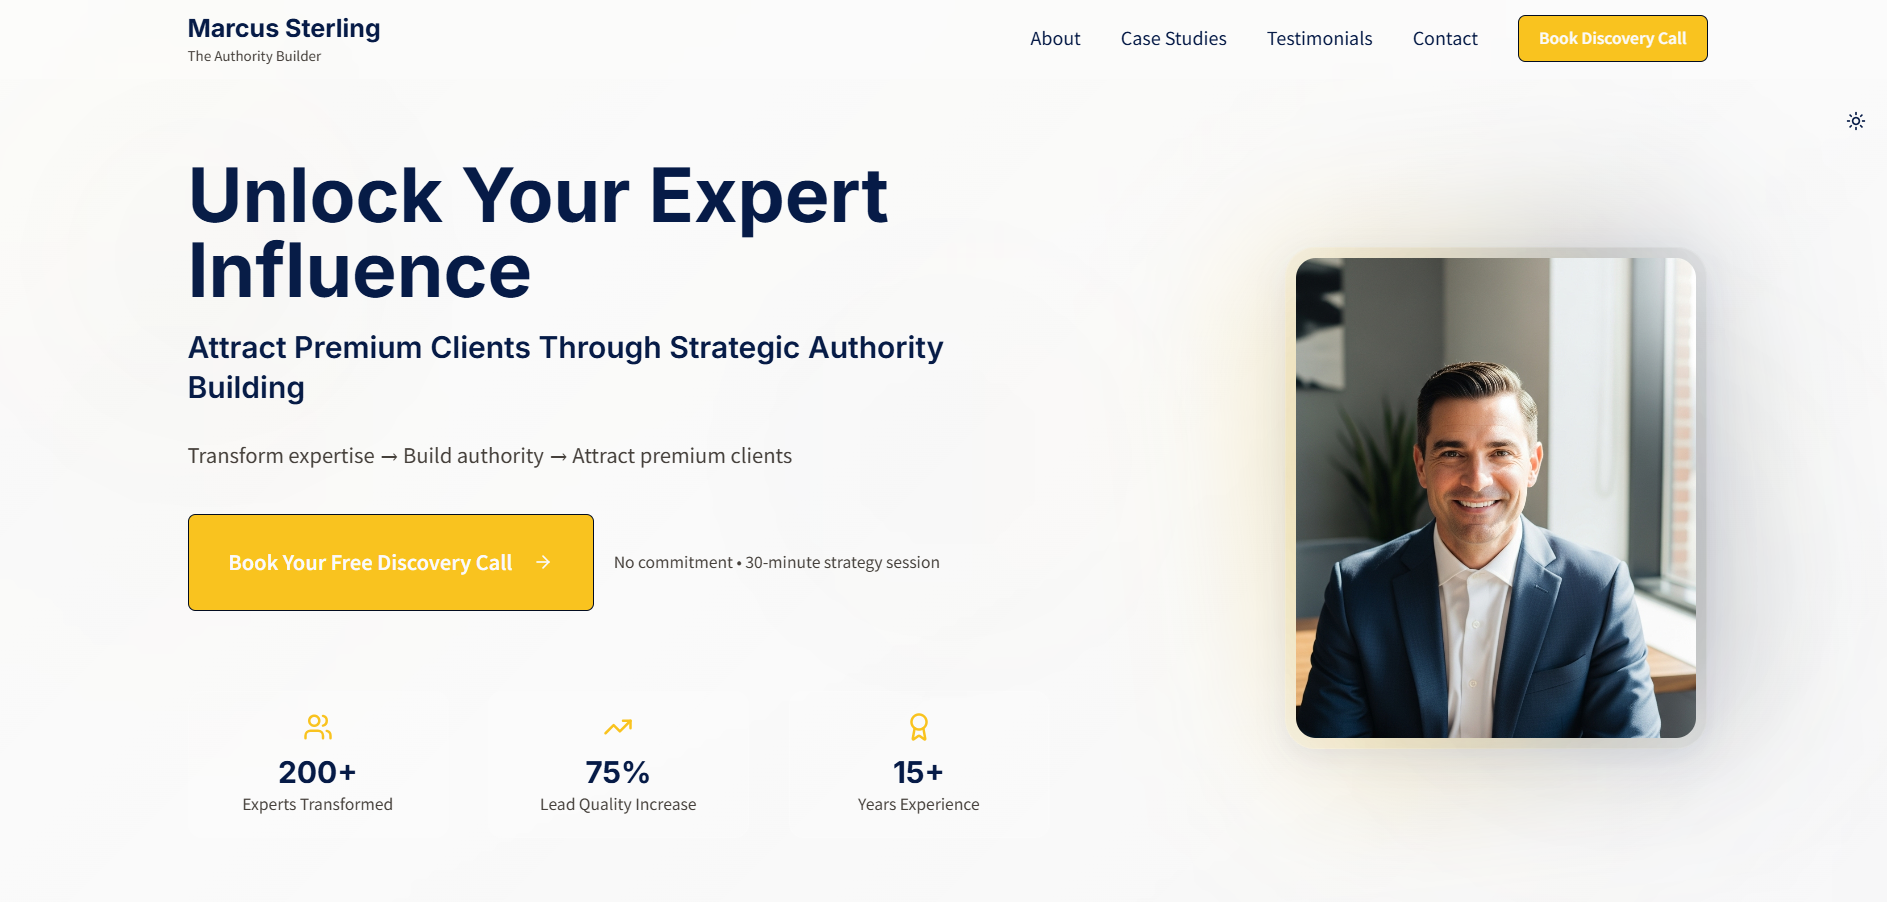 Marcus Sterling
The Authority Builder
About
Case Studies
Testimonials
Contact
Book Discovery Call
Unlock Your Expert
Influence
Attract Premium Clients Through Strategic Authority
Building
Transform expertise → Build authority → Attract premium clients
Book Your Free Discovery Call →
No commitment • 30-minute strategy session
200+
Experts Transformed
75%
Lead Quality Increase
15+
Years Experience